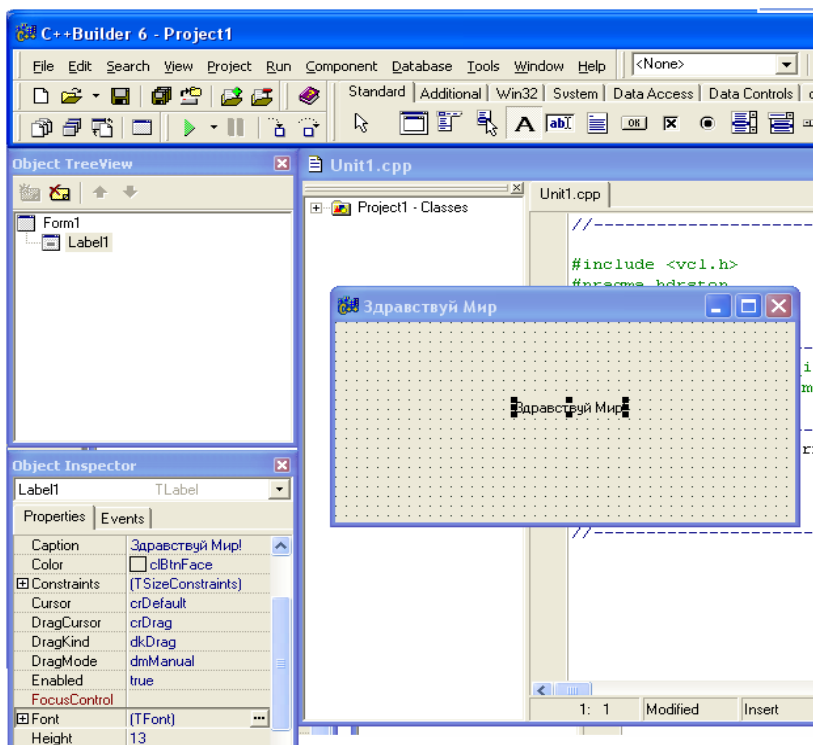 C++Builder 6 - Project1
File Edit Search View Project Run Component Database Tools Window Help <None>
Standard Additional Win32 System Data Access Data Controls
A ab OK
Object TreeView
Form1
Label1
Unit1.cpp
Project1 - Classes
Unit1.cpp
//---------------------
#include <vcl.h>
#pragma hdrstop
Здравствуй Мир
Здравствуй Мир
//---------------------
1: 1 Modified Insert
Object Inspector
Label1 TLabel
Properties Events
Caption Здравствуй Мир!
Color clBtnFace
Constraints (TSizeConstraints)
Cursor crDefault
DragCursor crDrag
DragKind dkDrag
DragMode dmManual
Enabled true
FocusControl
Font (TFont) ...
Height 13